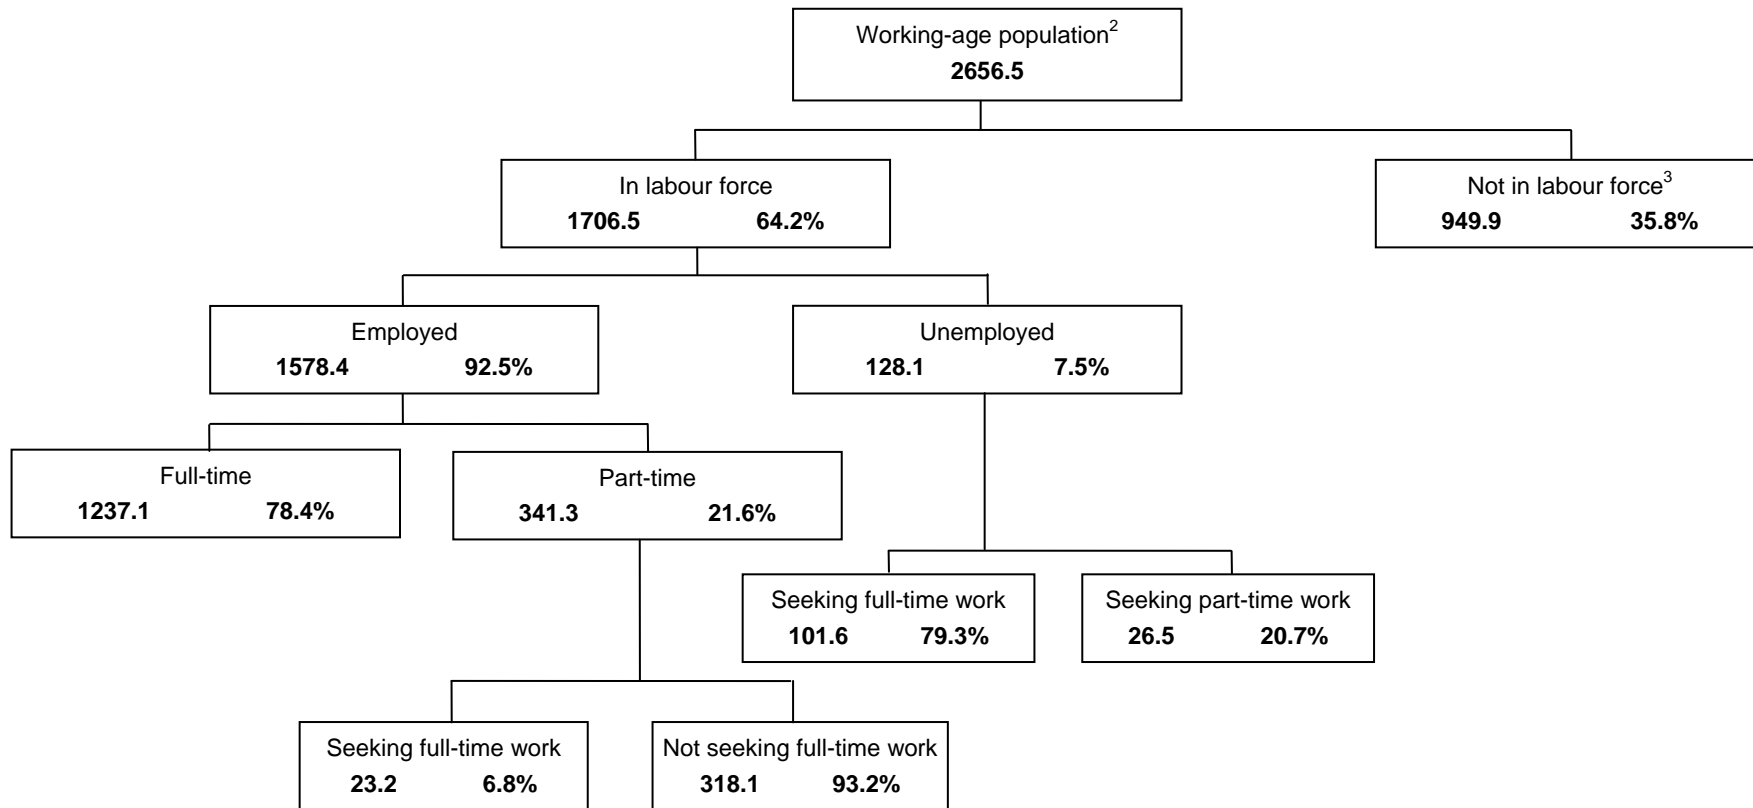 Working-age population²
2656.5
In labour force
1706.5 64.2%
Not in labour force³
949.9 35.8%
Employed
1578.4 92.5%
Unemployed
128.1 7.5%
Full-time
1237.1 78.4%
Part-time
341.3 21.6%
Seeking full-time work
101.6 79.3%
Seeking part-time work
26.5 20.7%
Seeking full-time work
23.2 6.8%
Not seeking full-time work
318.1 93.2%